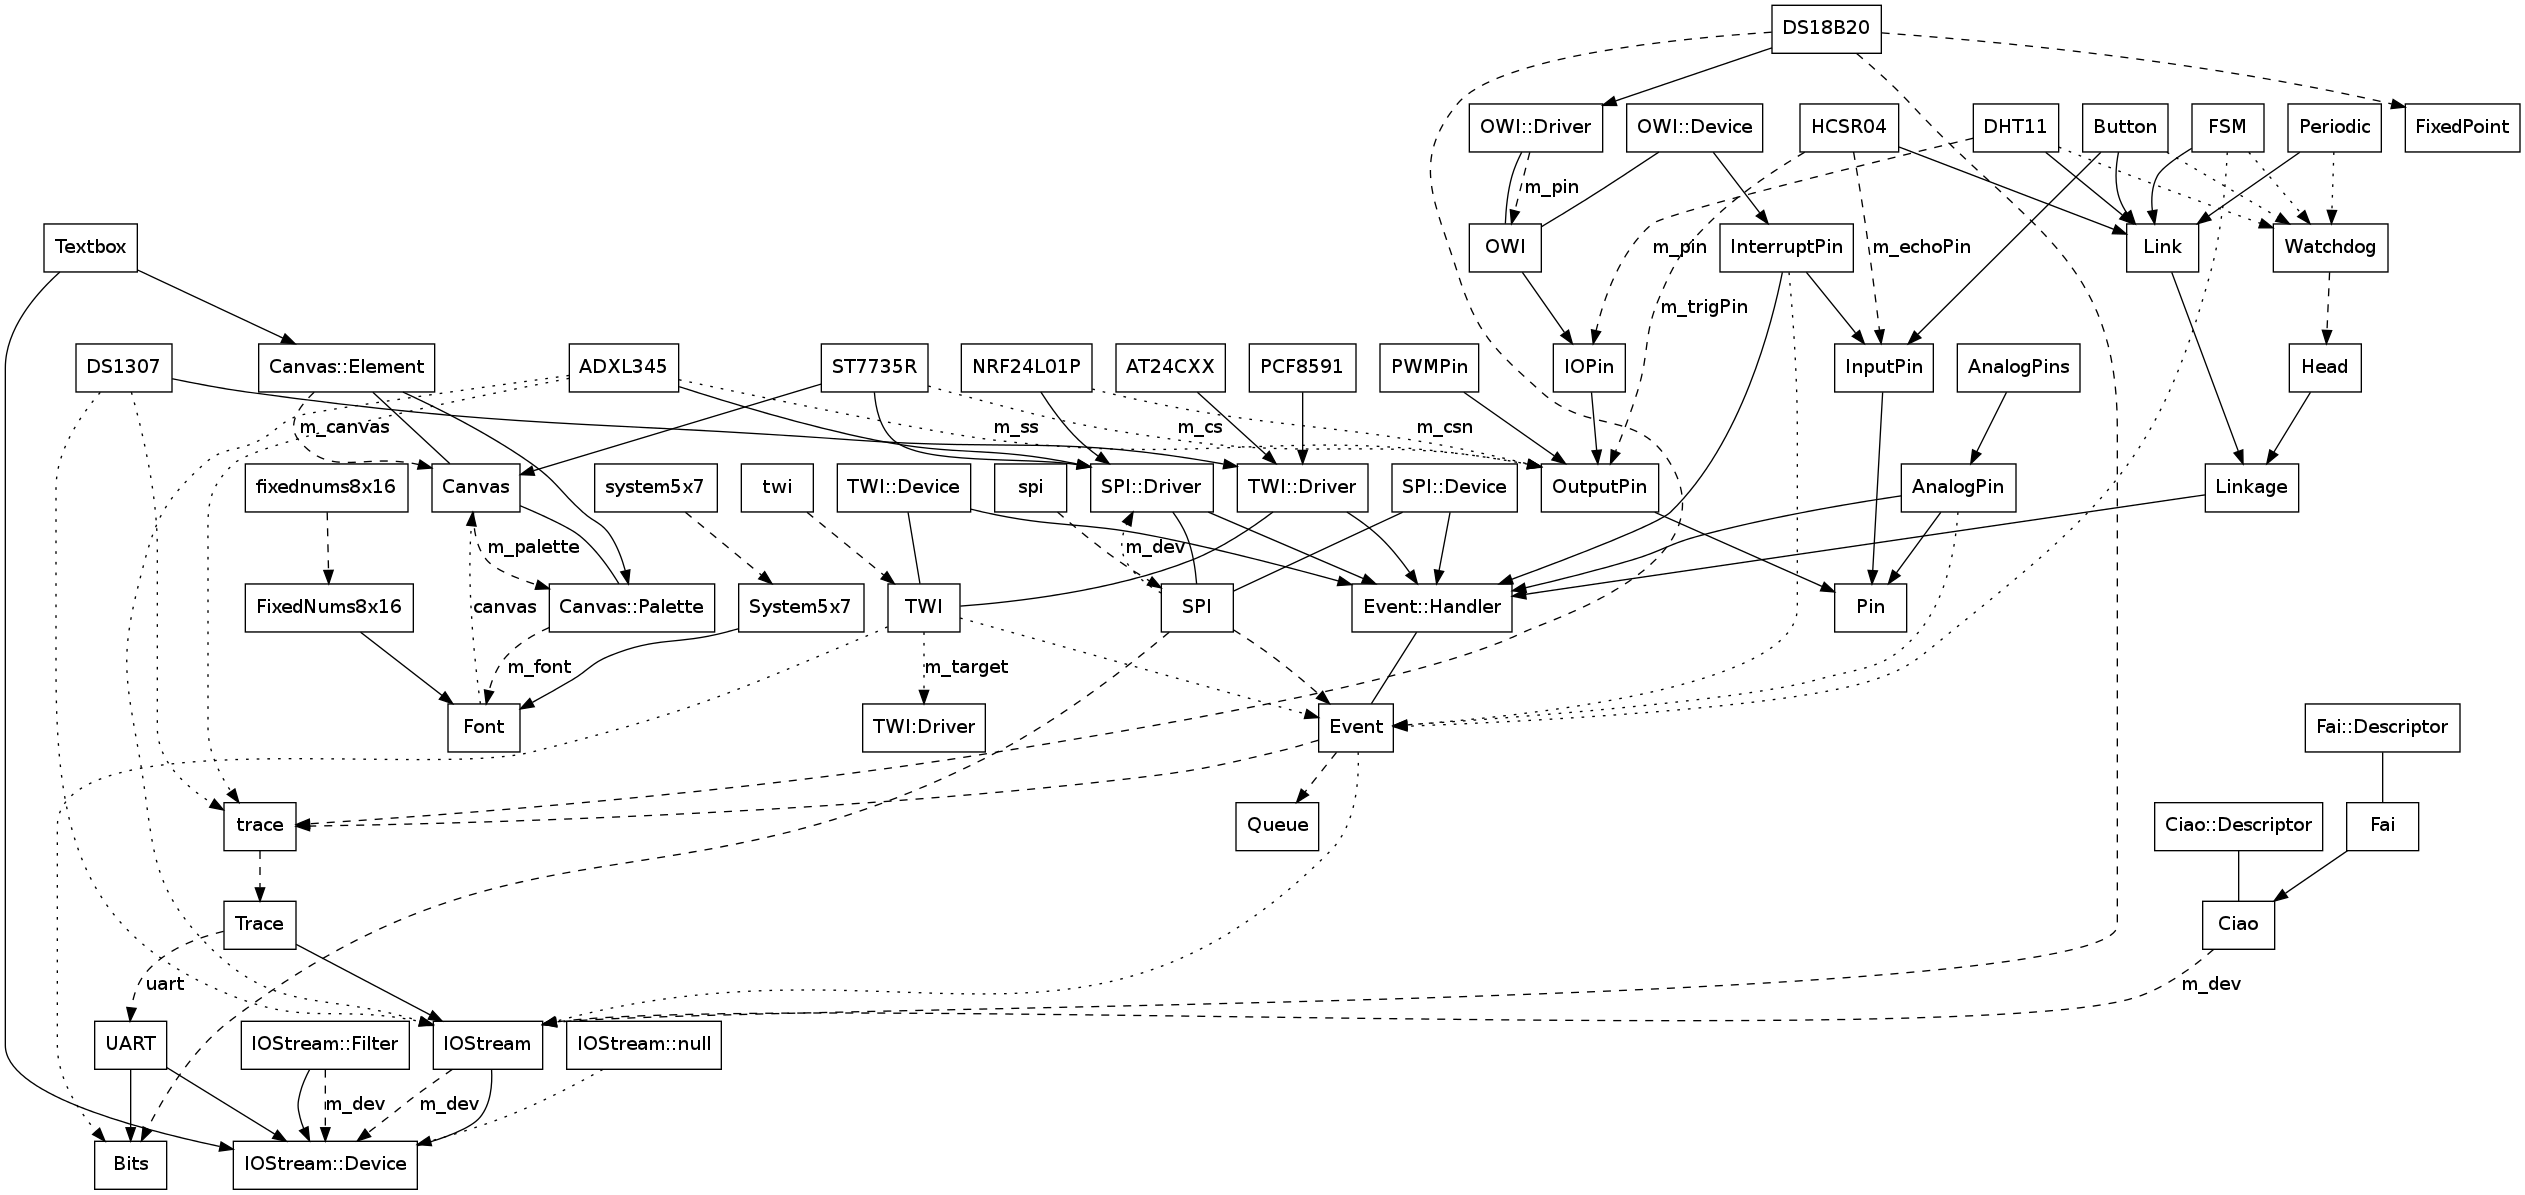 DS18B20
OWI::Driver
OWI::Device
HCSR04
DHT11
Button
FSM
Periodic
FixedPoint
m_pin
Textbox
OWI
m_pin
InterruptPin
m_echoPin
Link
Watchdog
m_trigPin
DS1307
Canvas::Element
ADXL345
ST7735R
NRF24L01P
AT24CXX
PCF8591
PWMPin
IOPin
InputPin
AnalogPins
Head
m_canvas
m_ss
m_cs
m_csn
fixednums8x16
Canvas
system5x7
twi
TWI::Device
spi
SPI::Driver
TWI::Driver
SPI::Device
OutputPin
AnalogPin
Linkage
m_palette
m_dev
FixedNums8x16
canvas
Canvas::Palette
System5x7
TWI
SPI
Event::Handler
Pin
m_font
m_target
Font
TWI:Driver
Event
Fai::Descriptor
trace
Queue
Ciao::Descriptor
Fai
Trace
Ciao
uart
m_dev
UART
IOStream::Filter
IOStream
IOStream::null
m_dev
m_dev
Bits
IOStream::Device